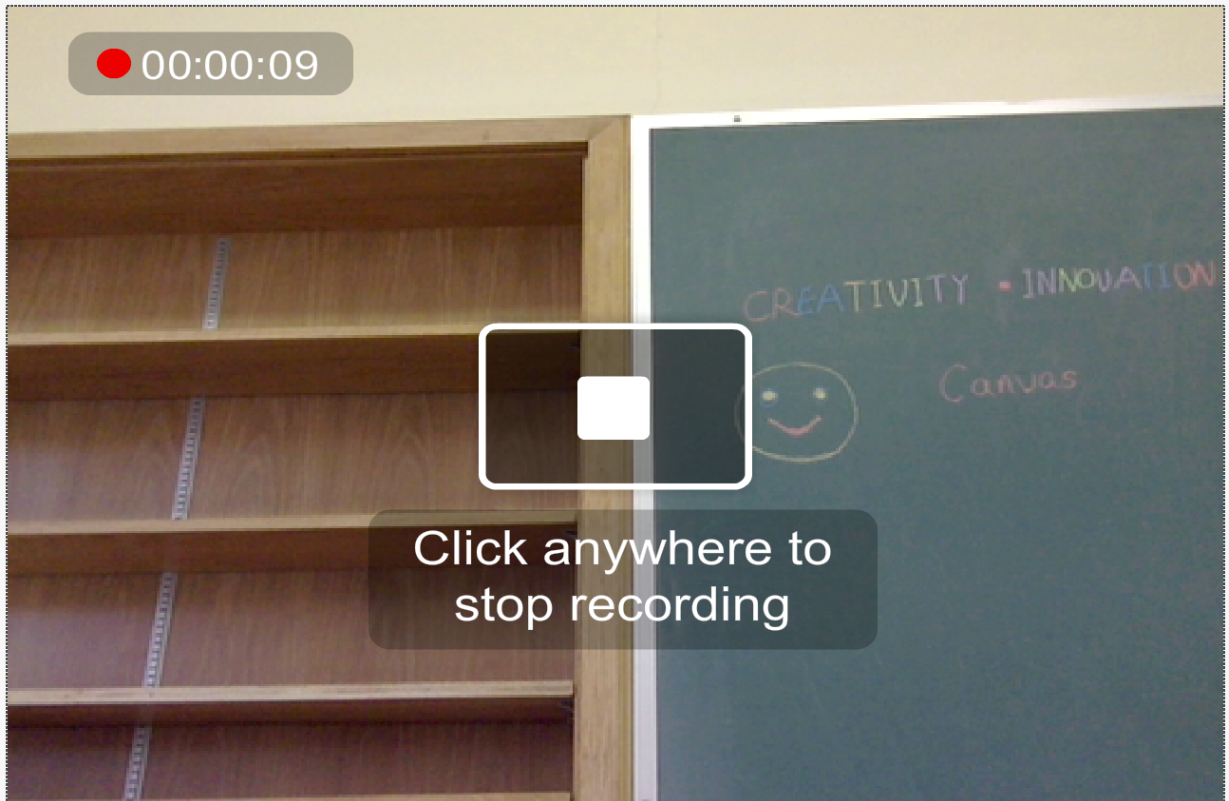 00:00:09
CREATIVITY • INNOVATION
Canvas
Click anywhere to
stop recording